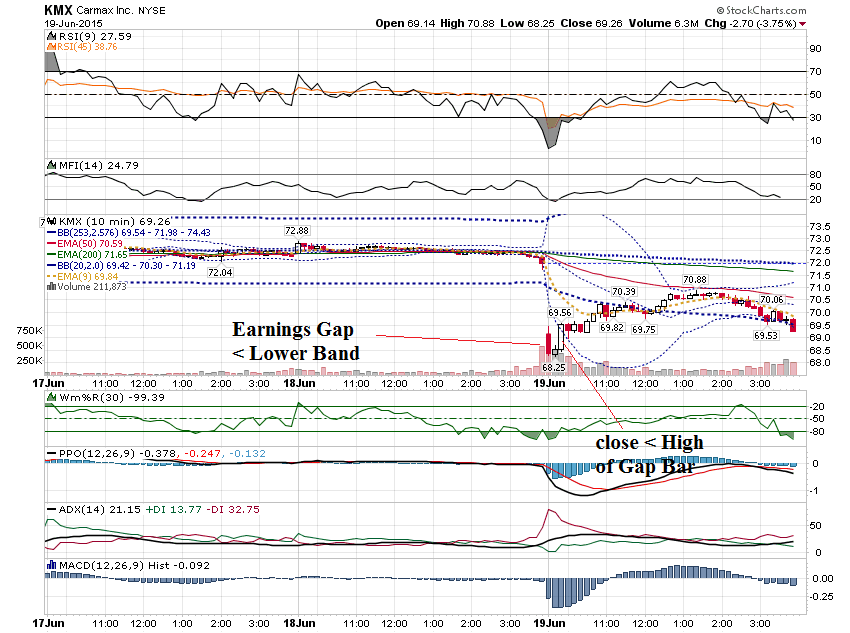 KMX Carmax Inc. NYSE
© StockCharts.com
19-Jun-2015
Open 69.14 High 70.88 Low 68.25 Close 69.26 Volume 6.3M Chg -2.70 (-3.75%)
RSI(9) 27.59
RSI(45) 38.76
90
70
50
30
10
MFI(14) 24.79
80
50
20
KMX (10 min) 69.26
BB(253,2.576) 69.54 - 71.98 - 74.43
EMA(50) 70.59
EMA(200) 71.65
BB(20,2.0) 69.42 - 70.30 - 71.19
EMA(9) 69.84
Volume 211,873
72.88
72.04
69.56
68.25
70.39
69.82
69.75
70.88
70.06
69.53
73.5
73.0
72.5
72.0
71.5
71.0
70.5
70.0
69.5
69.0
68.5
68.0
750K
500K
250K
Earnings Gap
< Lower Band
17Jun 11:00 12:00 1:00 2:00 3:00 18Jun 11:00 12:00 1:00 2:00 3:00 19Jun 11:00 12:00 1:00 2:00 3:00
Wm%R(30) -99.39
-20
-50
-80
close < High
of Gap Bar
PPO(12,26,9) -0.378, -0.247, -0.132
0
-1
ADX(14) 21.15 +DI 13.77 -DI 32.75
50
0
MACD(12,26,9) Hist -0.092
0.00
-0.25
17Jun 11:00 12:00 1:00 2:00 3:00 18Jun 11:00 12:00 1:00 2:00 3:00 19Jun 11:00 12:00 1:00 2:00 3:00